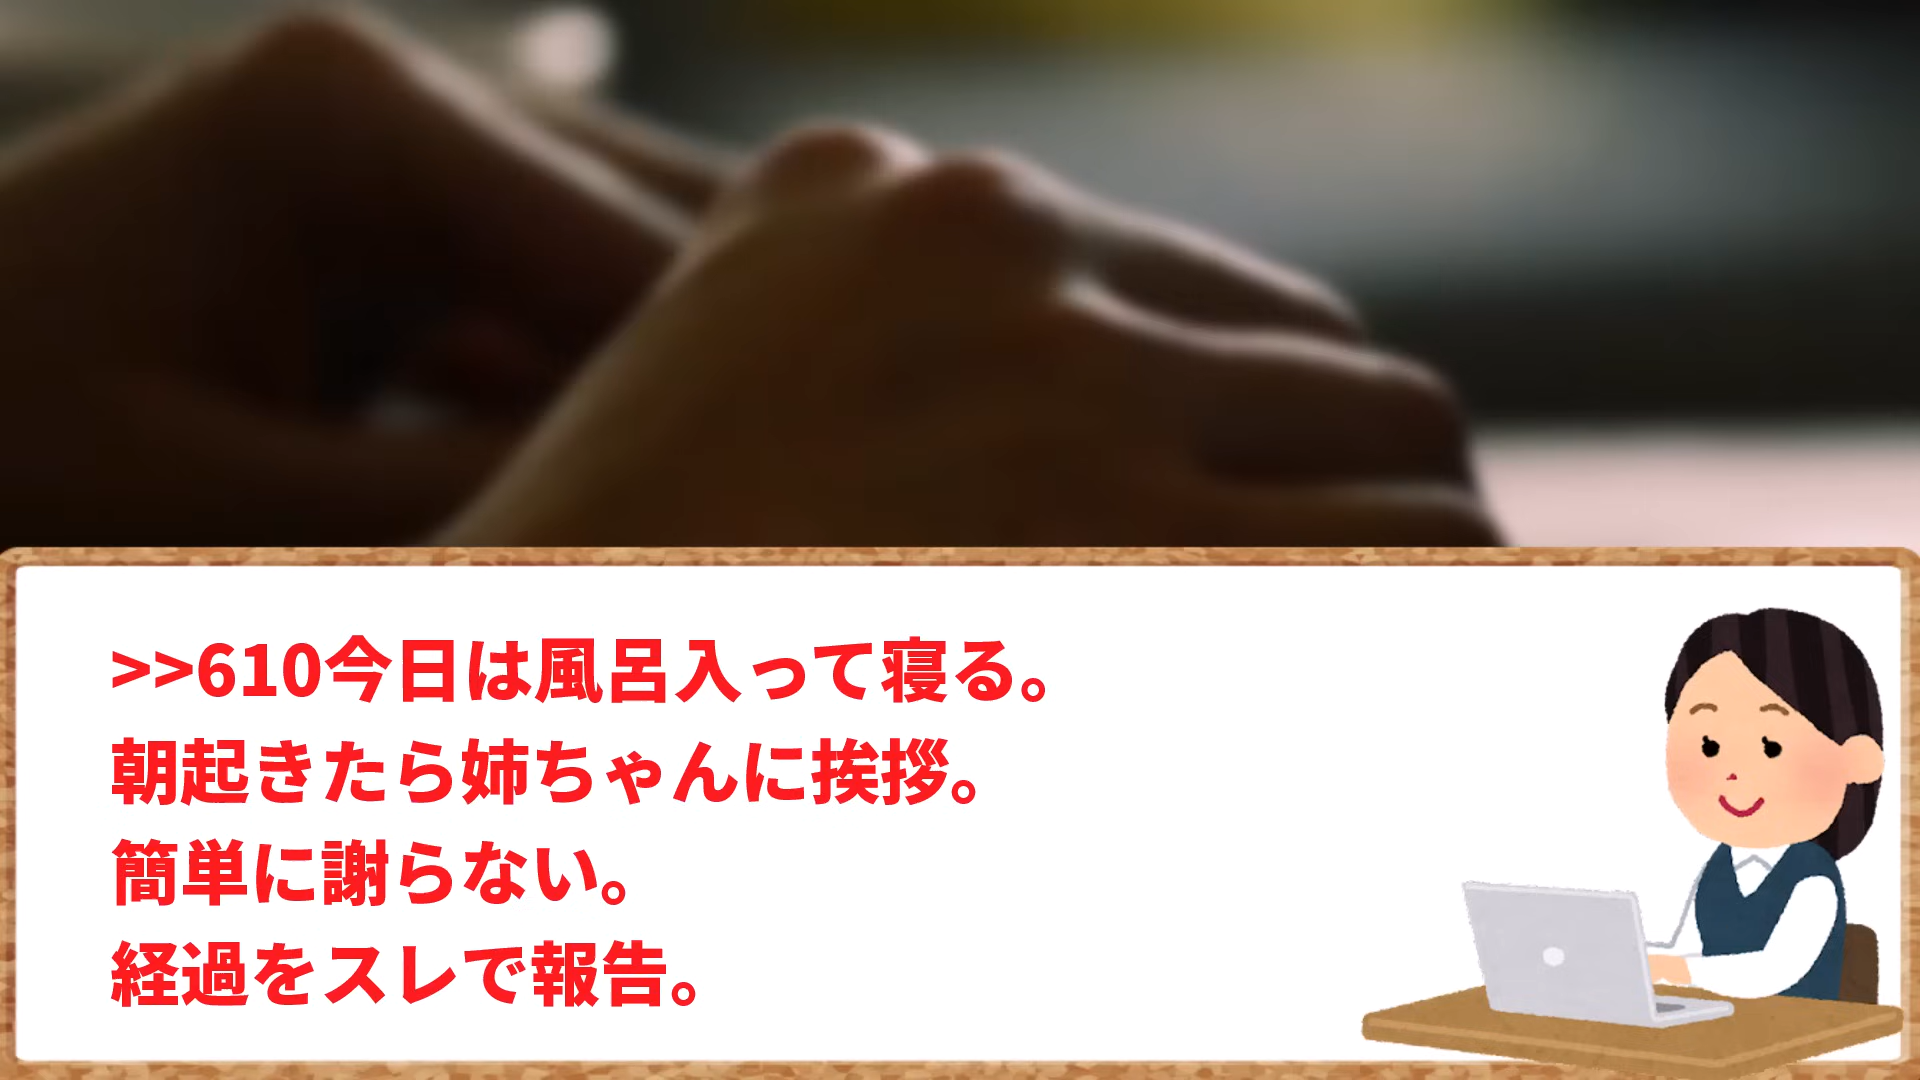 >>610今日は風呂入って寝る。
朝起きたら姉ちゃんに挨拶。
簡単に謝らない。
経過をスレで報告。